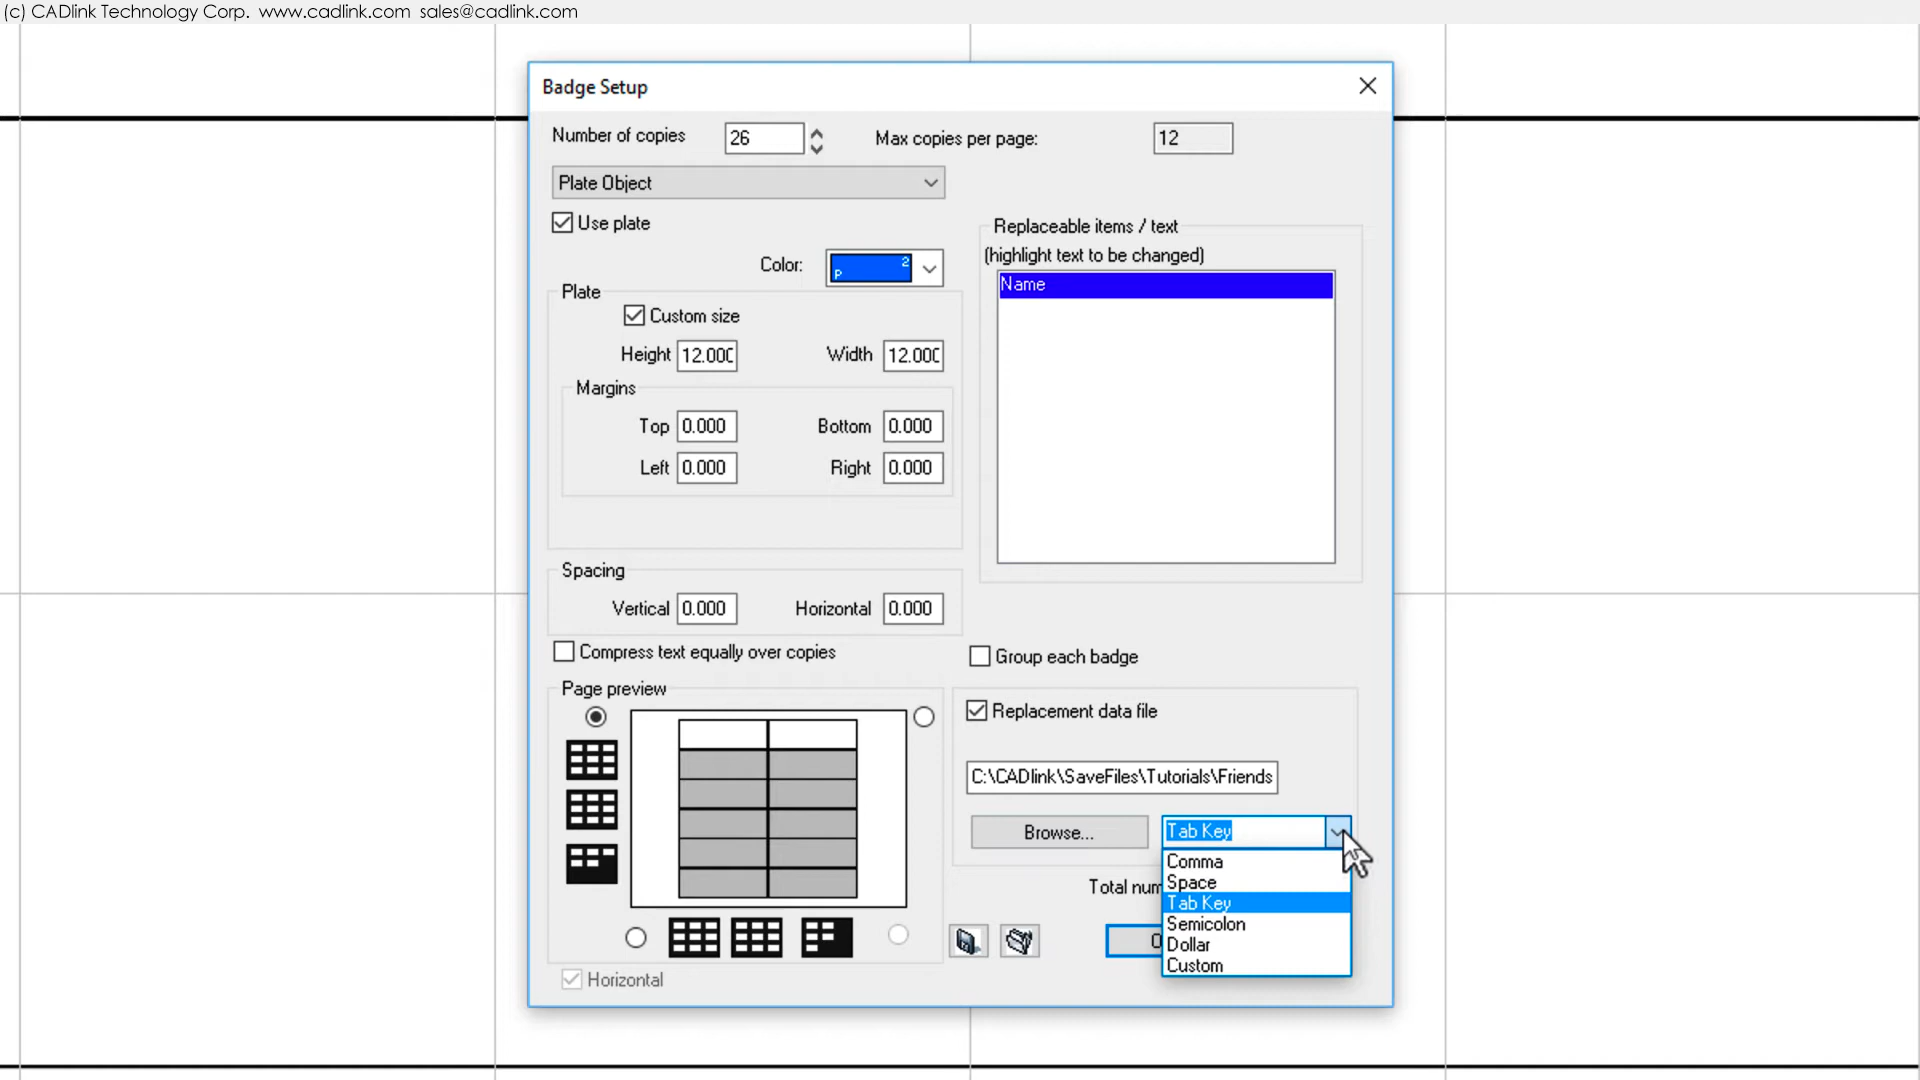 (c) CADlink Technology Corp.  www.cadlink.com  sales@cadlink.com
Badge Setup
Number of copies 26 Max copies per page: 12
Plate Object
Use plate
Replaceable items / text
(highlight text to be changed)
Name
Color: P 2
Plate
Custom size
Height 12.000 Width 12.000
Margins
Top 0.000 Bottom 0.000
Left 0.000 Right 0.000
Spacing
Vertical 0.000 Horizontal 0.000
Compress text equally over copies
Group each badge
Page preview
Replacement data file
C:\CADlink\SaveFiles\Tutorials\Friends
Browse... Tab Key
Comma
Space
Tab Key
Semicolon
Dollar
Custom
Total num
O
Horizontal